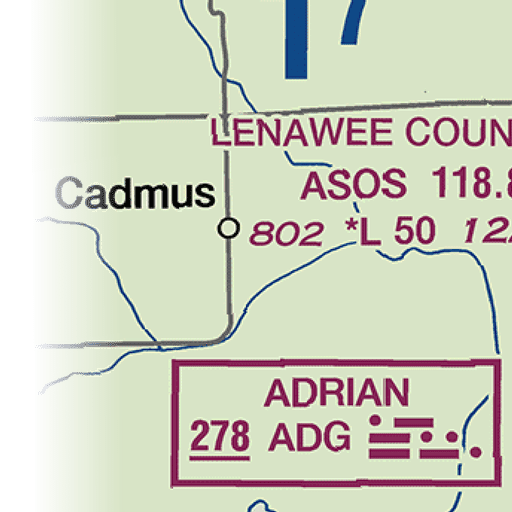 17
LENAWEE COUN
ASOS 118.8
Cadmus
802 *L 50 12
ADRIAN
278 ADG